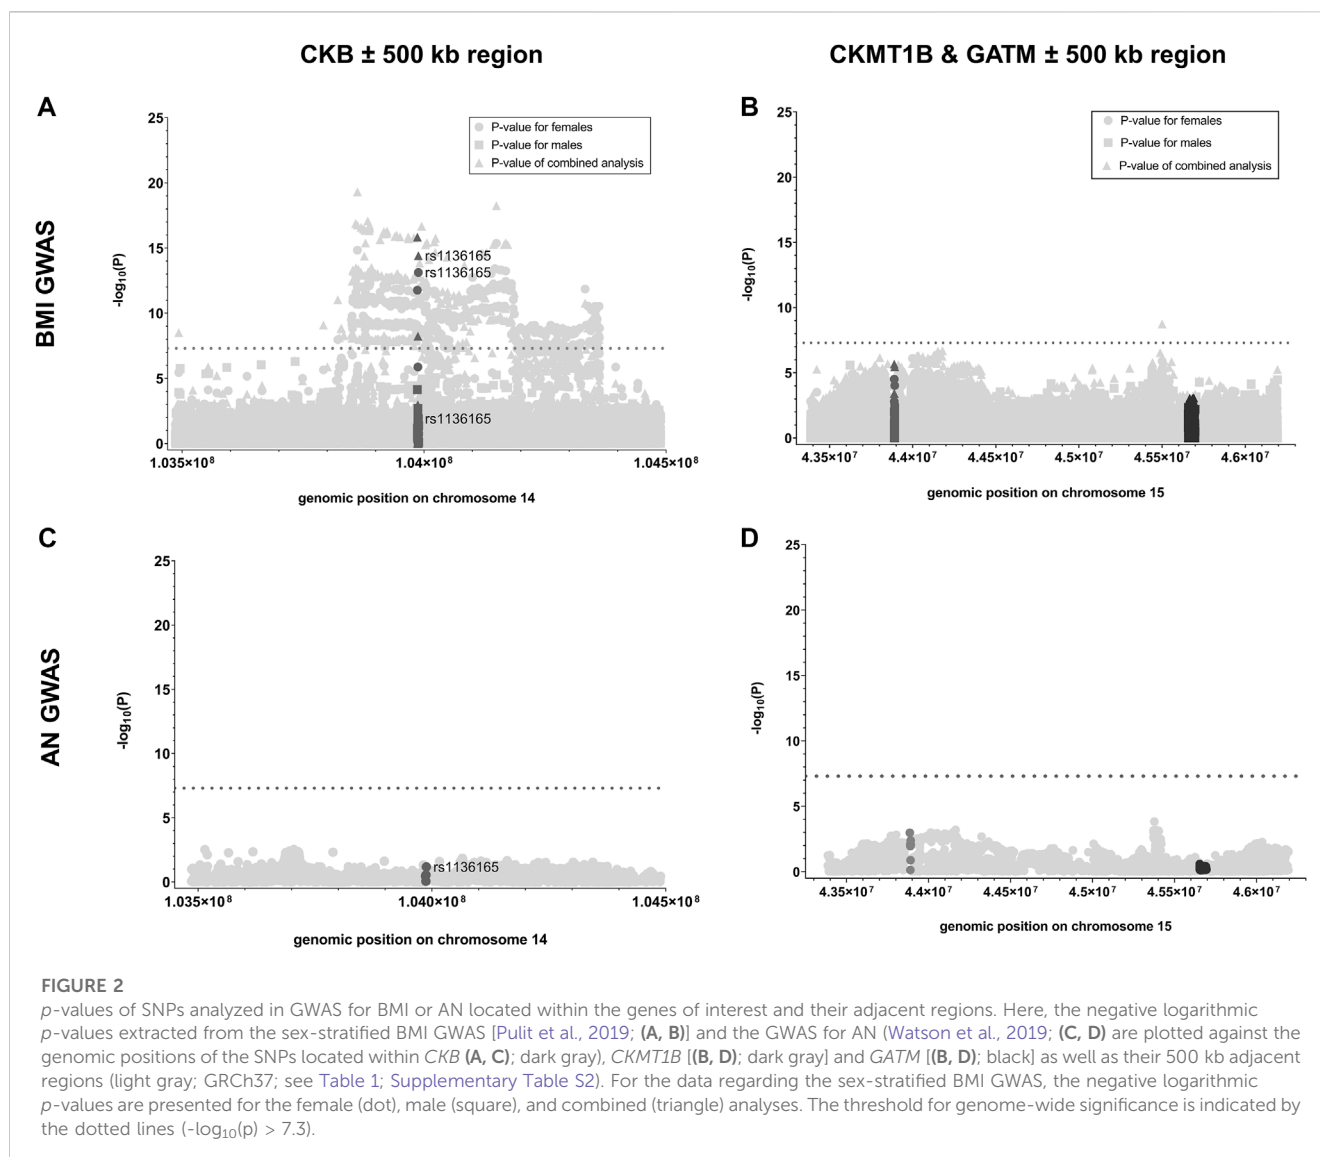 CKB ± 500 kb region
CKMT1B & GATM ± 500 kb region
BMI GWAS
AN GWAS
A
25
20
15
10
5
0
-log10(P)
P-value for females
P-value for males
P-value of combined analysis
rs1136165
rs1136165
rs1136165
1.035×10⁸
1.04×10⁸
1.045×10⁸
genomic position on chromosome 14
B
25
20
15
10
5
0
-log10(P)
P-value for females
P-value for males
P-value of combined analysis
4.35×10⁷
4.4×10⁷
4.45×10⁷
4.5×10⁷
4.55×10⁷
4.6×10⁷
genomic position on chromosome 15
C
25
20
15
10
5
0
-log10(P)
rs1136165
1.035×10⁸
1.040×10⁸
1.045×10⁸
genomic position on chromosome 14
D
25
20
15
10
5
0
-log10(P)
4.35×10⁷
4.4×10⁷
4.45×10⁷
4.5×10⁷
4.55×10⁷
4.6×10⁷
genomic position on chromosome 15
FIGURE 2
p-values of SNPs analyzed in GWAS for BMI or AN located within the genes of interest and their adjacent regions. Here, the negative logarithmic
p-values extracted from the sex-stratified BMI GWAS [Pulit et al., 2019; (A, B)] and the GWAS for AN (Watson et al., 2019; (C, D) are plotted against the
genomic positions of the SNPs located within CKB (A, C); dark gray), CKMT1B [(B, D); dark gray] and GATM [(B, D); black] as well as their 500 kb adjacent
regions (light gray; GRCh37; see Table 1; Supplementary Table S2). For the data regarding the sex-stratified BMI GWAS, the negative logarithmic
p-values are presented for the female (dot), male (square), and combined (triangle) analyses. The threshold for genome-wide significance is indicated by
the dotted lines (-log10(p) > 7.3).